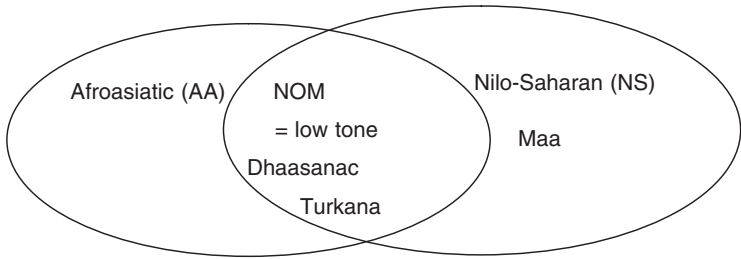 Afroasiatic (AA)
NOM
= low tone
Dhaasanac
Turkana
Nilo-Saharan (NS)
Maa